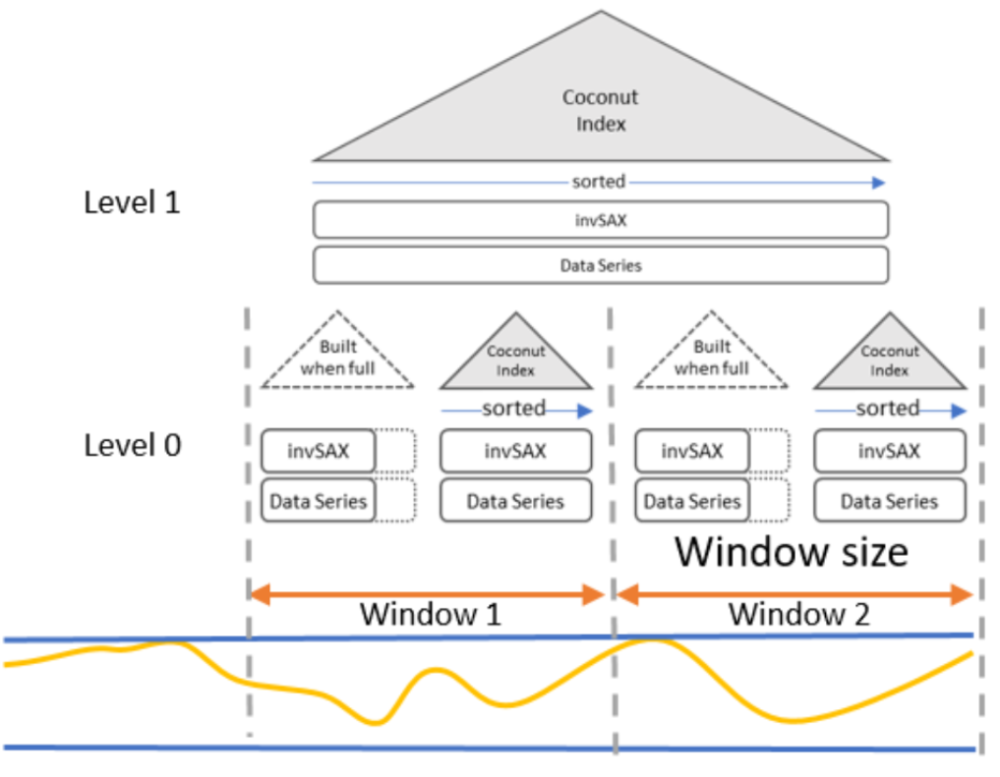 Coconut
Index
Level 1
sorted
invSAX
Data Series
Built
when full
Coconut
Index
Built
when full
Coconut
Index
sorted
sorted
Level 0
invSAX
invSAX
invSAX
invSAX
Data Series
Data Series
Data Series
Data Series
Window size
Window 1
Window 2